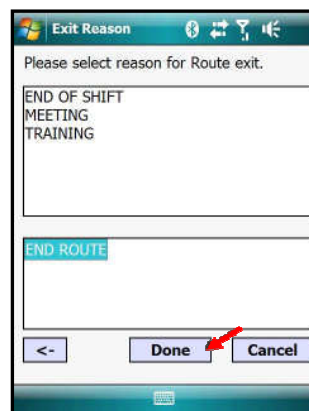 Exit Reason
Please select reason for Route exit.
END OF SHIFT
MEETING
TRAINING
END ROUTE
<-
Done
Cancel